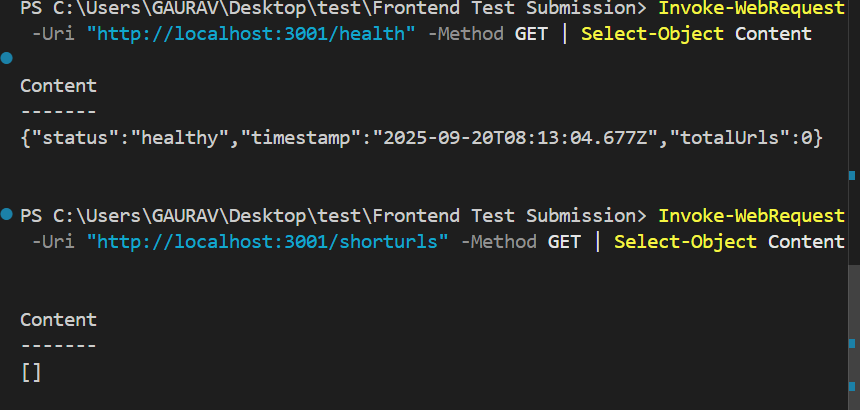 PS C:\Users\GAURAV\Desktop\test\Frontend Test Submission> Invoke-WebRequest
-Uri "http://localhost:3001/health" -Method GET | Select-Object Content
Content
-------
{"status":"healthy","timestamp":"2025-09-20T08:13:04.677Z","totalUrls":0}
PS C:\Users\GAURAV\Desktop\test\Frontend Test Submission> Invoke-WebRequest
-Uri "http://localhost:3001/shorturls" -Method GET | Select-Object Content
Content
-------
[]